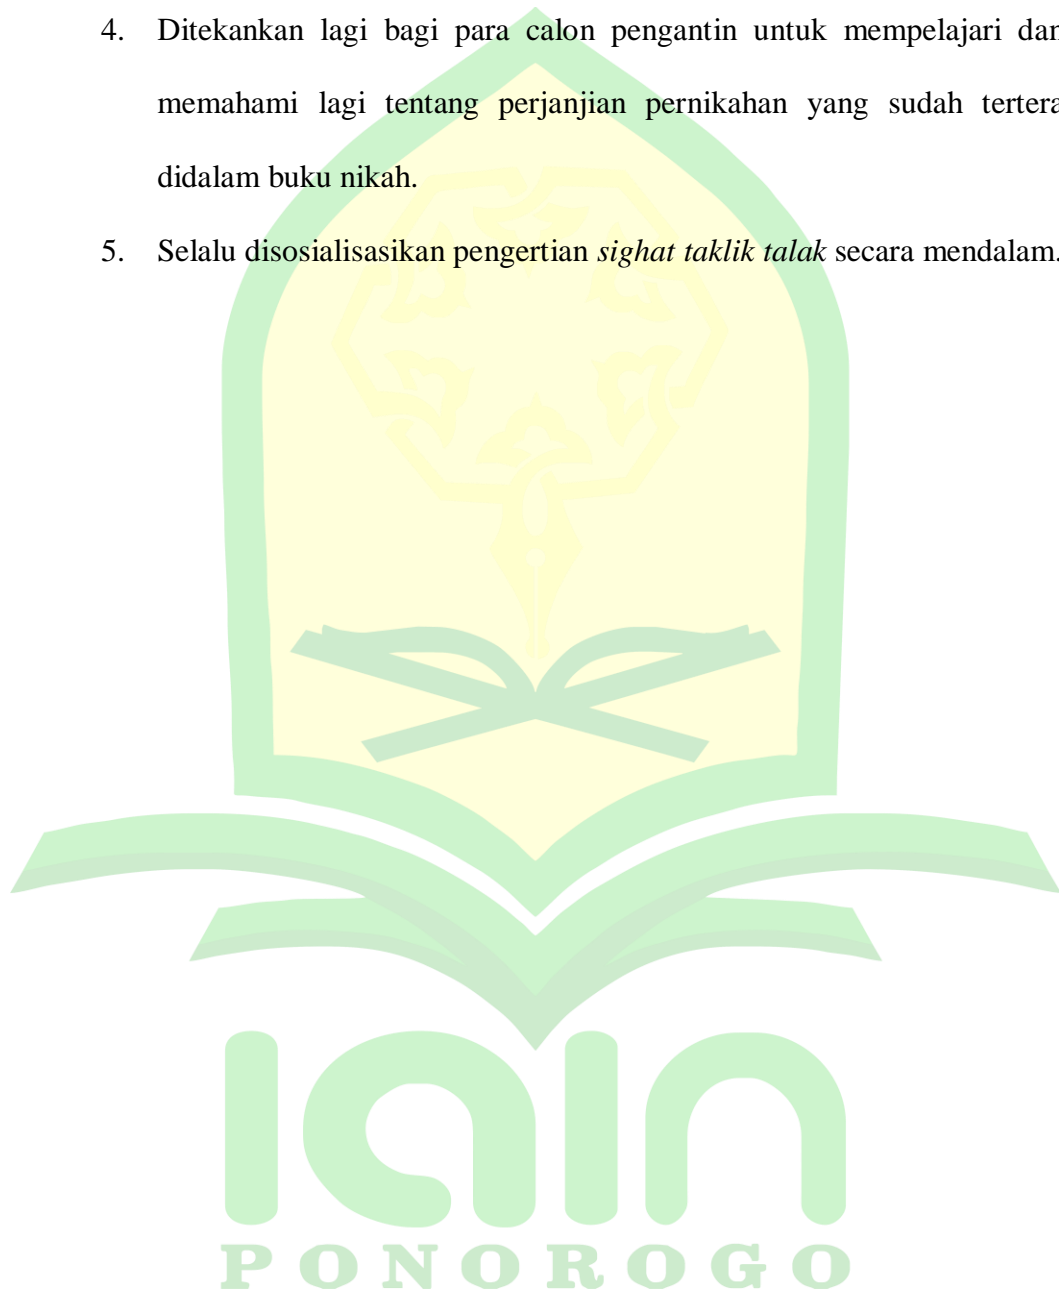 4. Ditekankan lagi bagi para calon pengantin untuk mempelajari dan
memahami lagi tentang perjanjian pernikahan yang sudah tertera
didalam buku nikah.
5. Selalu disosialisasikan pengertian sighat taklik talak secara mendalam.
iain
PONOROGO